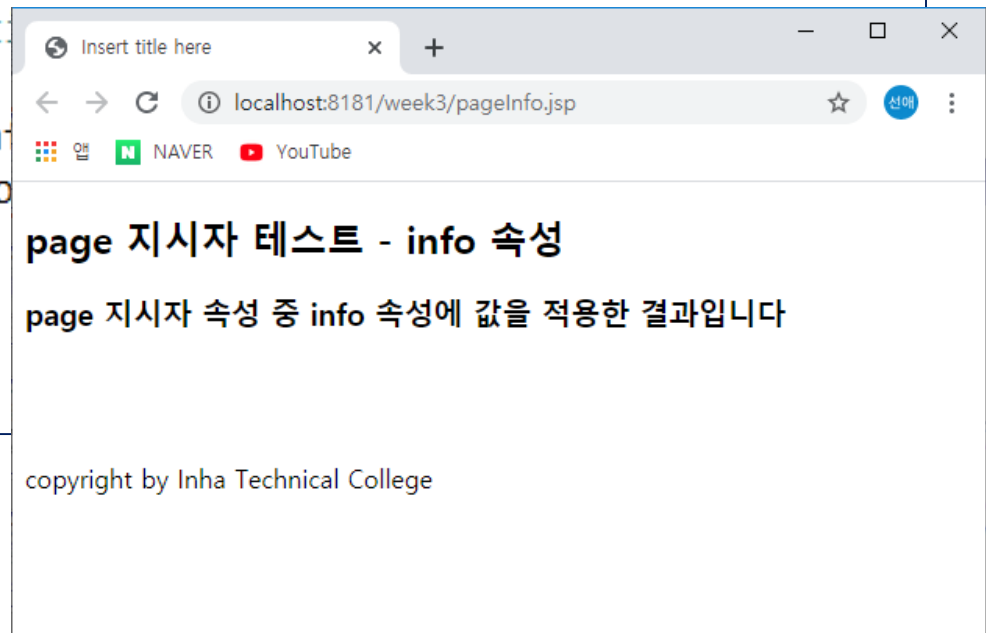 Insert title here
localhost:8181/week3/pageInfo.jsp
선애
앱 NAVER YouTube
page 지시자 테스트 - info 속성
page 지시자 속성 중 info 속성에 값을 적용한 결과입니다
copyright by Inha Technical College